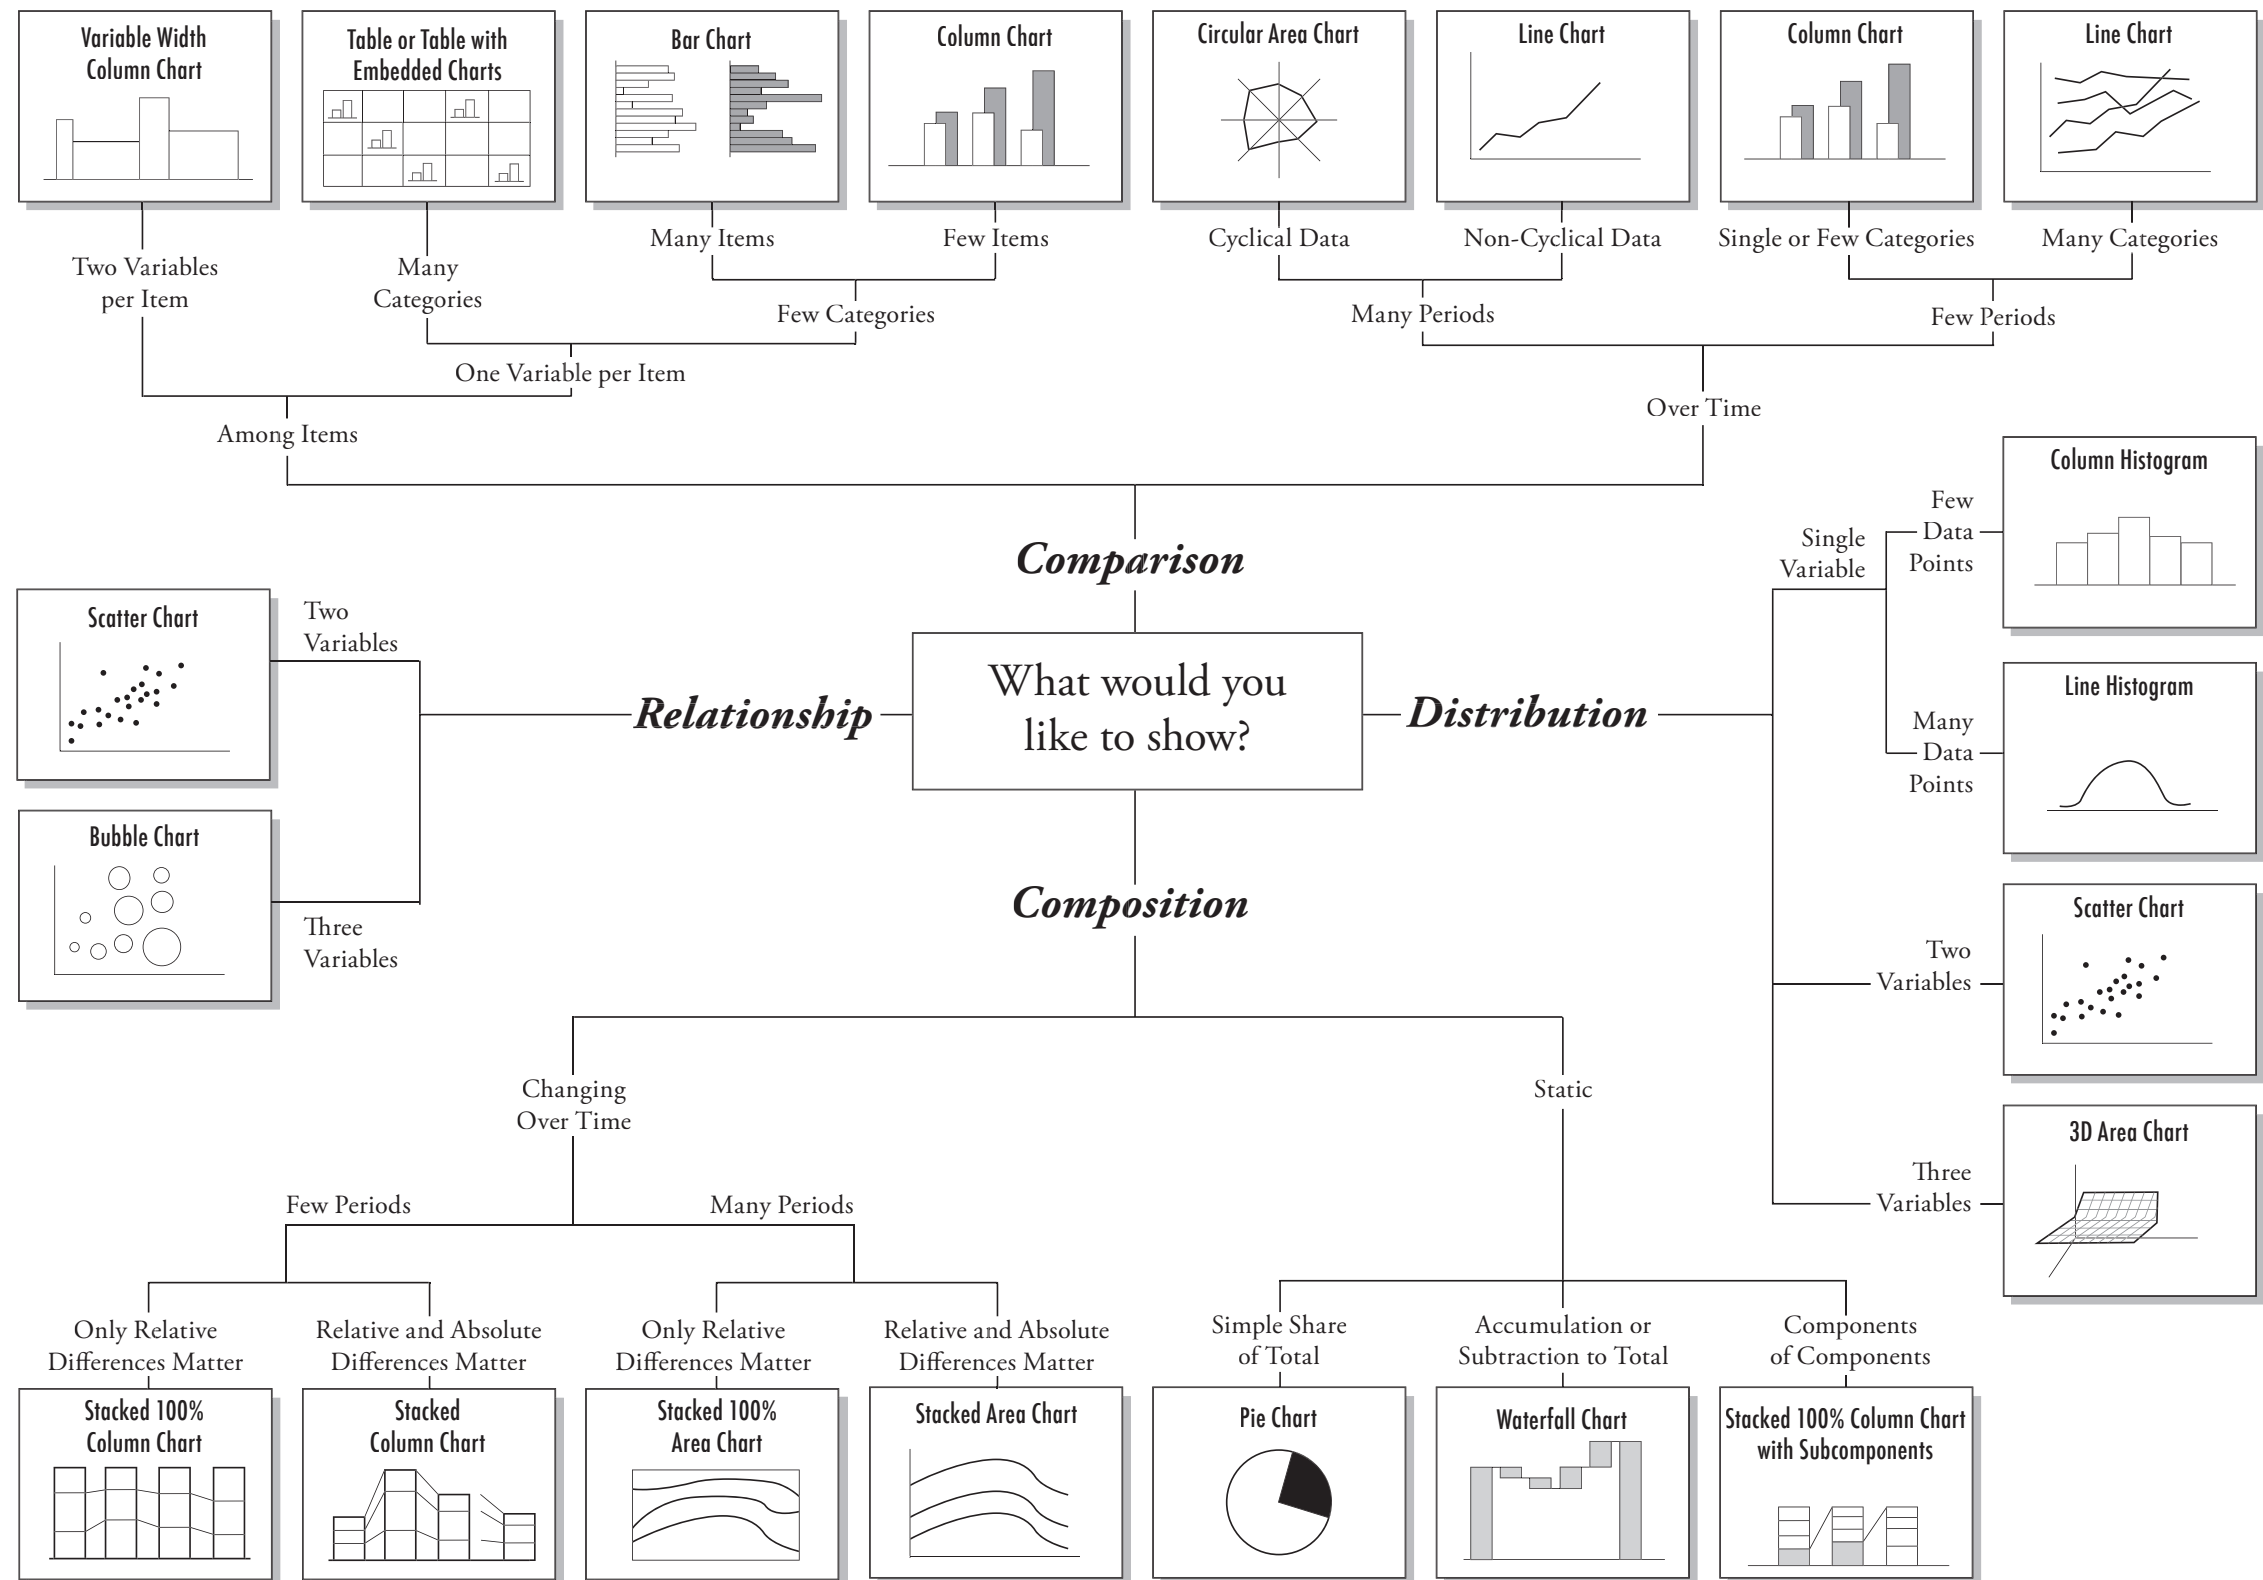 Variable Width
Column Chart
Table or Table with
Embedded Charts
Bar Chart
Column Chart
Circular Area Chart
Line Chart
Column Chart
Line Chart
Two Variables
per Item
Many
Categories
Many Items
Few Items
Cyclical Data
Non-Cyclical Data
Single or Few Categories
Many Categories
Few Categories
Many Periods
Few Periods
One Variable per Item
Among Items
Over Time
Comparison
What would you
like to show?
Relationship
Two
Variables
Scatter Chart
Three
Variables
Bubble Chart
Distribution
Single
Variable
Few
Data
Points
Column Histogram
Many
Data
Points
Line Histogram
Two
Variables
Scatter Chart
Three
Variables
3D Area Chart
Composition
Changing
Over Time
Static
Few Periods
Many Periods
Only Relative
Differences Matter
Relative and Absolute
Differences Matter
Only Relative
Differences Matter
Relative and Absolute
Differences Matter
Simple Share
of Total
Accumulation or
Subtraction to Total
Components
of Components
Stacked 100%
Column Chart
Stacked
Column Chart
Stacked 100%
Area Chart
Stacked Area Chart
Pie Chart
Waterfall Chart
Stacked 100% Column Chart
with Subcomponents